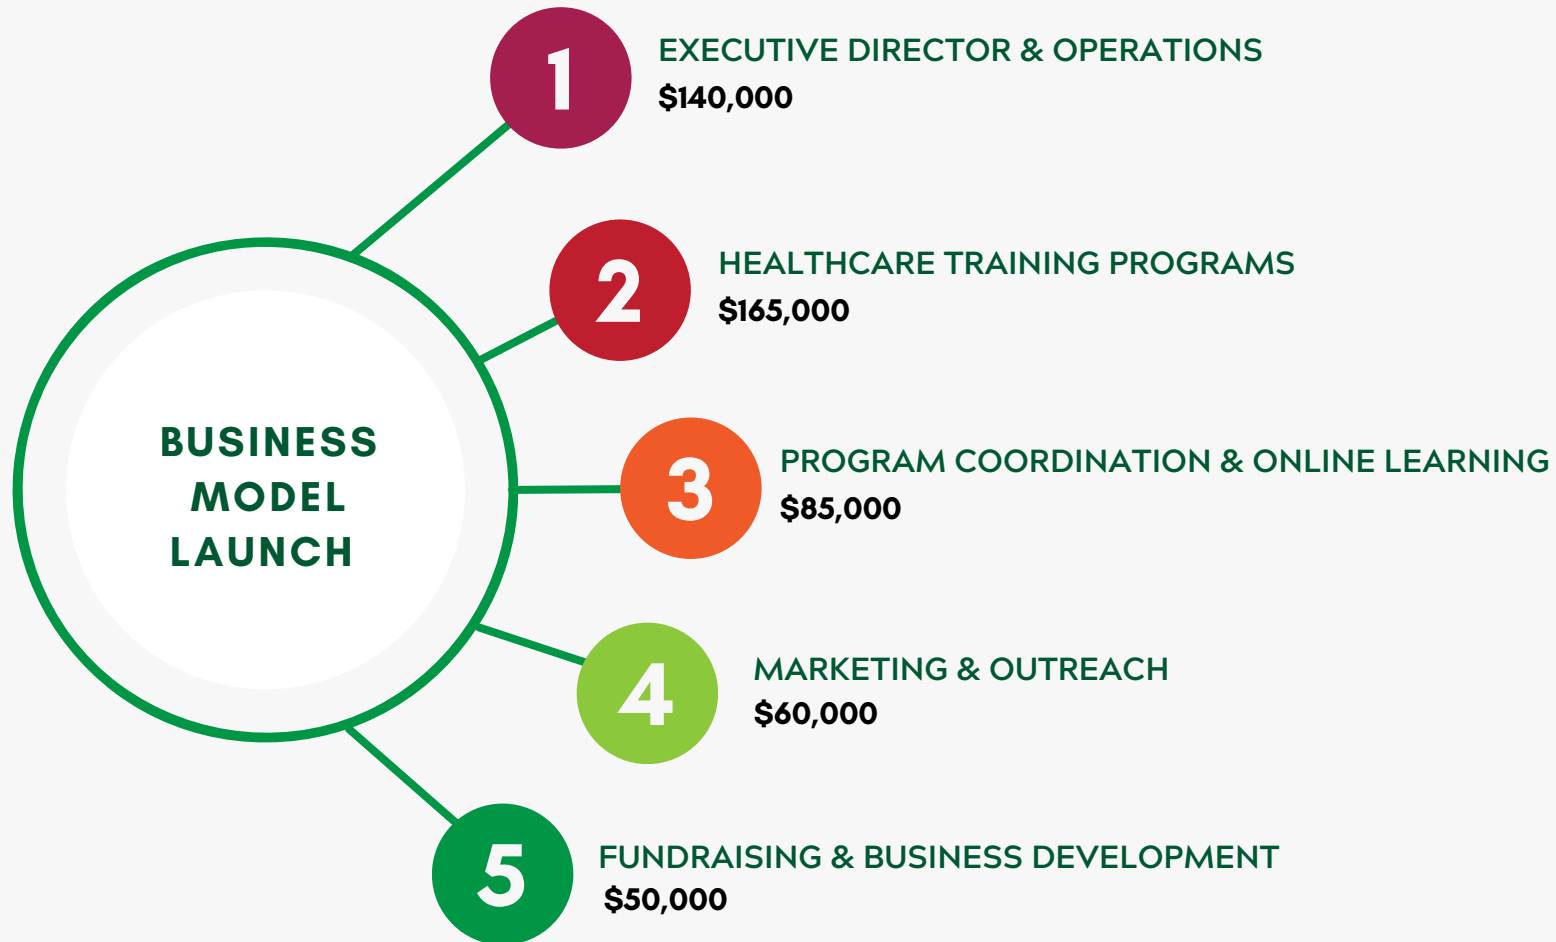 BUSINESS
MODEL
LAUNCH
1
EXECUTIVE DIRECTOR & OPERATIONS
$140,000
2
HEALTHCARE TRAINING PROGRAMS
$165,000
3
PROGRAM COORDINATION & ONLINE LEARNING
$85,000
4
MARKETING & OUTREACH
$60,000
5
FUNDRAISING & BUSINESS DEVELOPMENT
$50,000